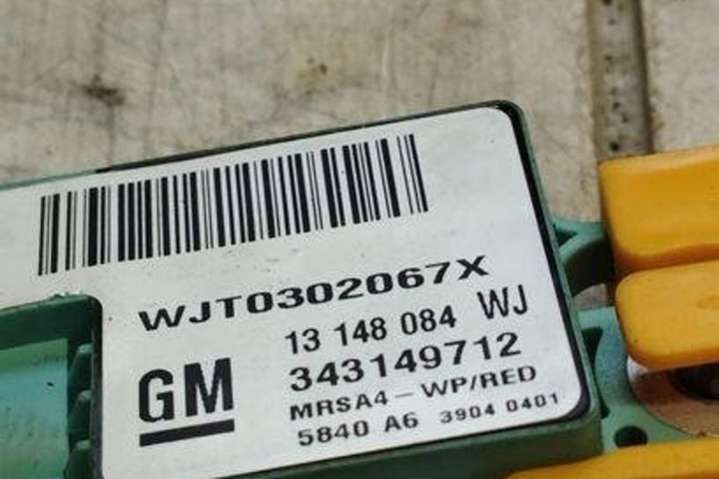 WJT0302067X
13 148 084 WJ
343149712
GM
MRSA4-WP/RED
5840 A6 3904 0401